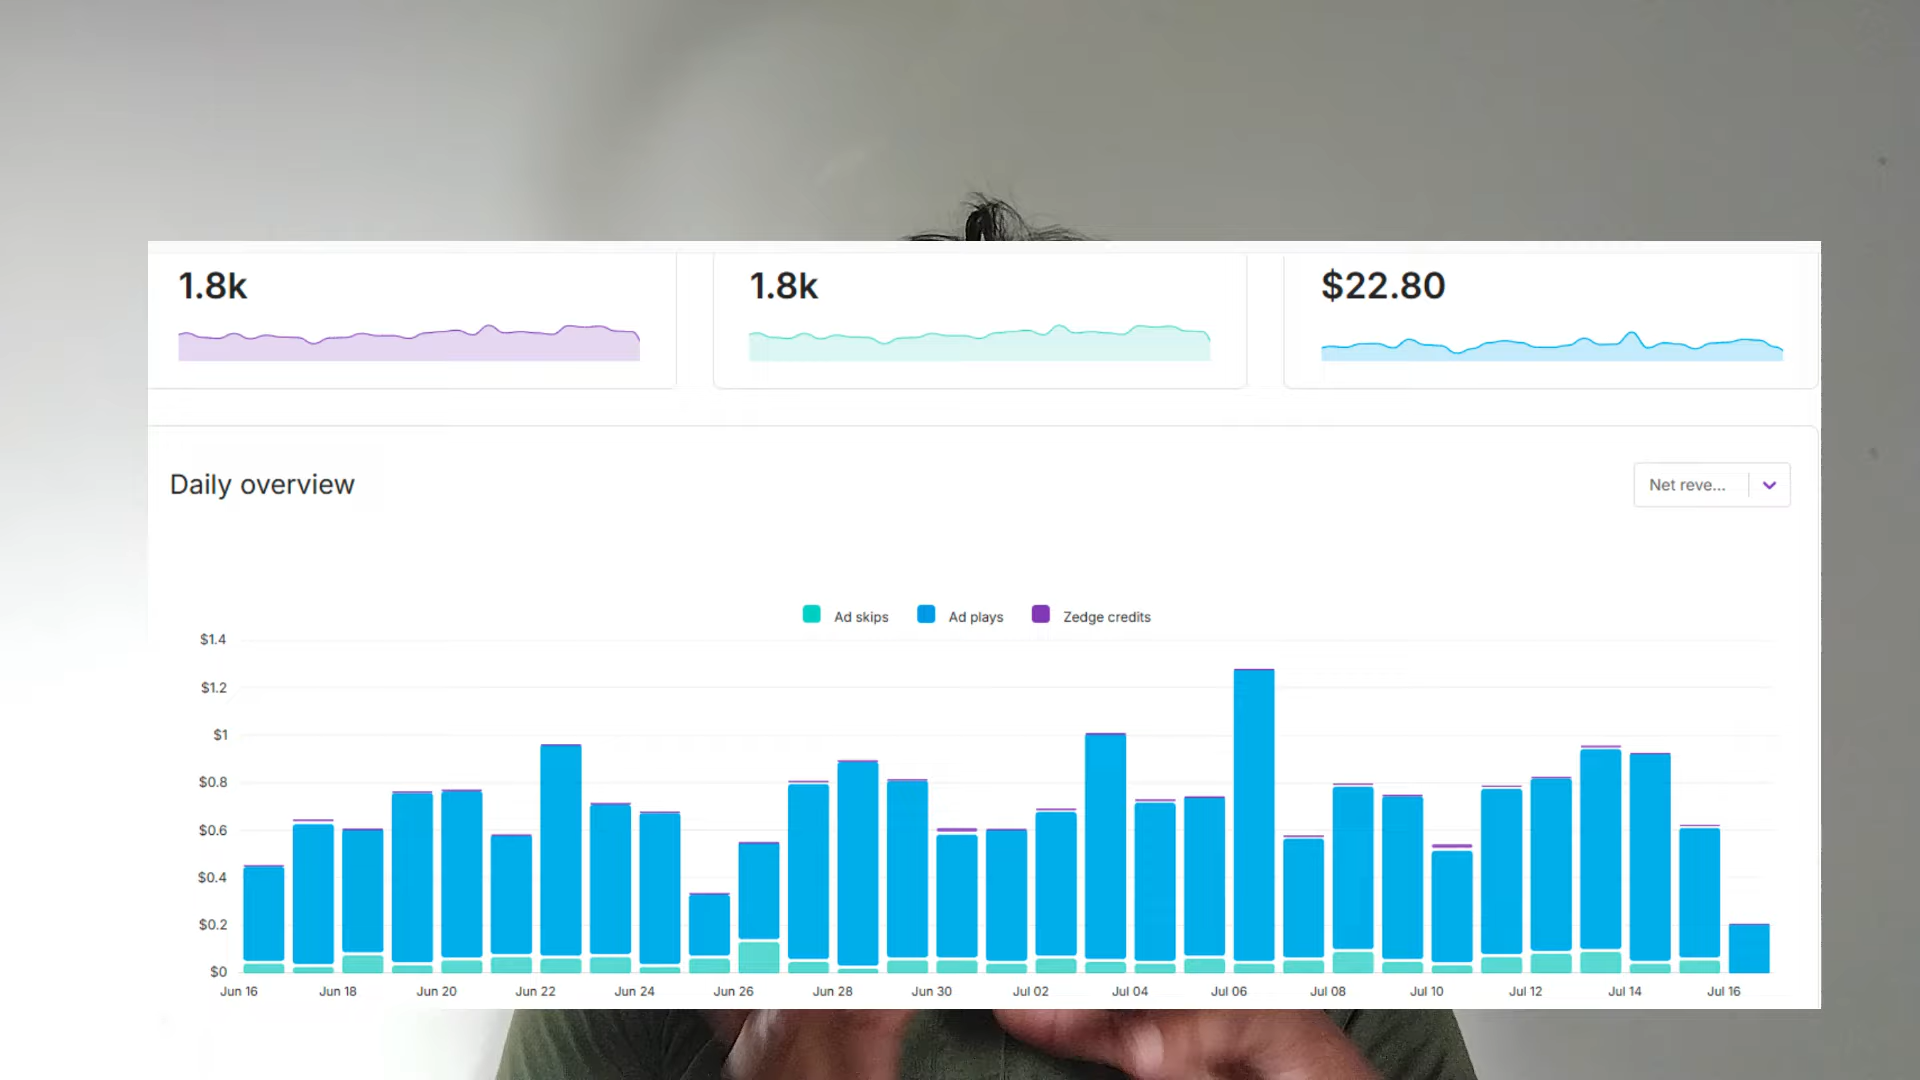 1.8k 1.8k $22.80
Daily overview
Net reve...
Ad skips Ad plays Zedge credits
$1.4
$1.2
$1
$0.8
$0.6
$0.4
$0.2
$0
Jun 16 Jun 18 Jun 20 Jun 22 Jun 24 Jun 26 Jun 28 Jun 30 Jul 02 Jul 04 Jul 06 Jul 08 Jul 10 Jul 12 Jul 14 Jul 16